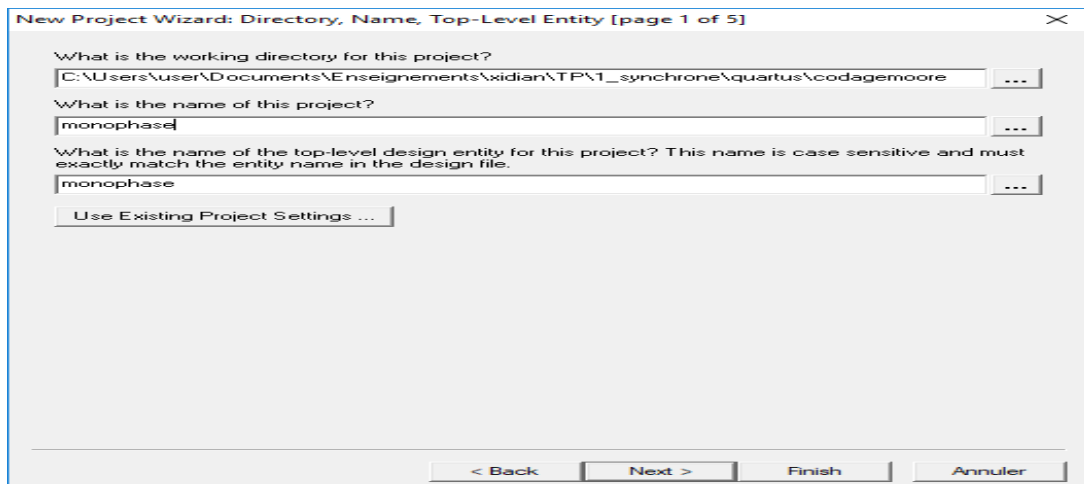 New Project Wizard: Directory, Name, Top-Level Entity [page 1 of 5]
What is the working directory for this project?
C:\Users\user\Documents\Enseignements\xidian\TP\1_synchrone\quartus\codagemoore
...
What is the name of this project?
monophase
...
What is the name of the top-level design entity for this project? This name is case sensitive and must
exactly match the entity name in the design file.
monophase
...
Use Existing Project Settings ...
< Back Next > Finish Annuler